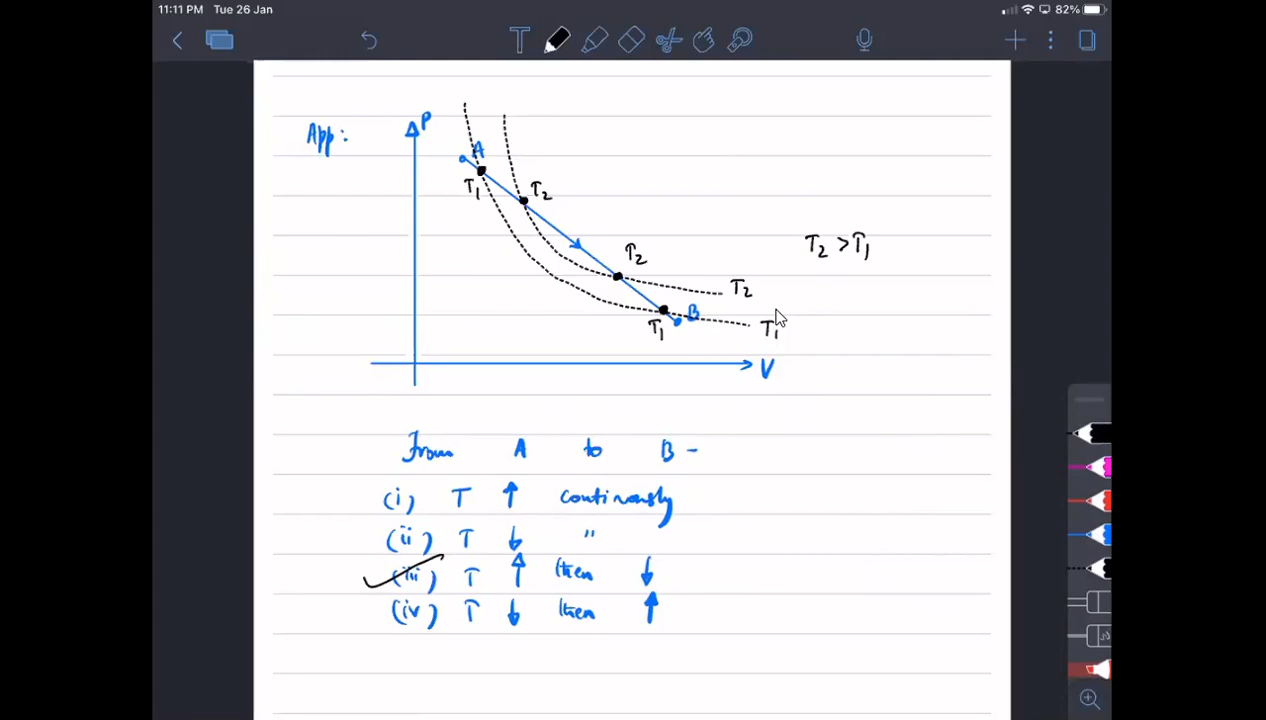 11:11 PM Tue 26 Jan
82%
App:
P
A
T₁
T₂
T₂
T₂ > T₁
T₂
B
T₁
T₁
V
From A to B -
(i) T ↑ continously
(ii) T ↓ "
(iii) T ↑ then ↓
(iv) T ↓ then ↑